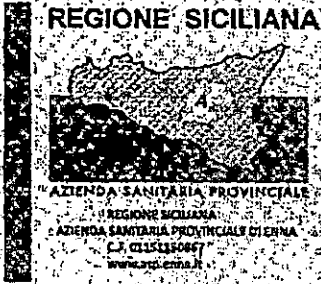 REGIONE SICILIANA
AZIENDA SANITARIA PROVINCIALE
REGIONE SICILIANA
AZIENDA SANITARIA PROVINCIALE DI ENNA
C.F. 01151150867
www.asp.enna.it